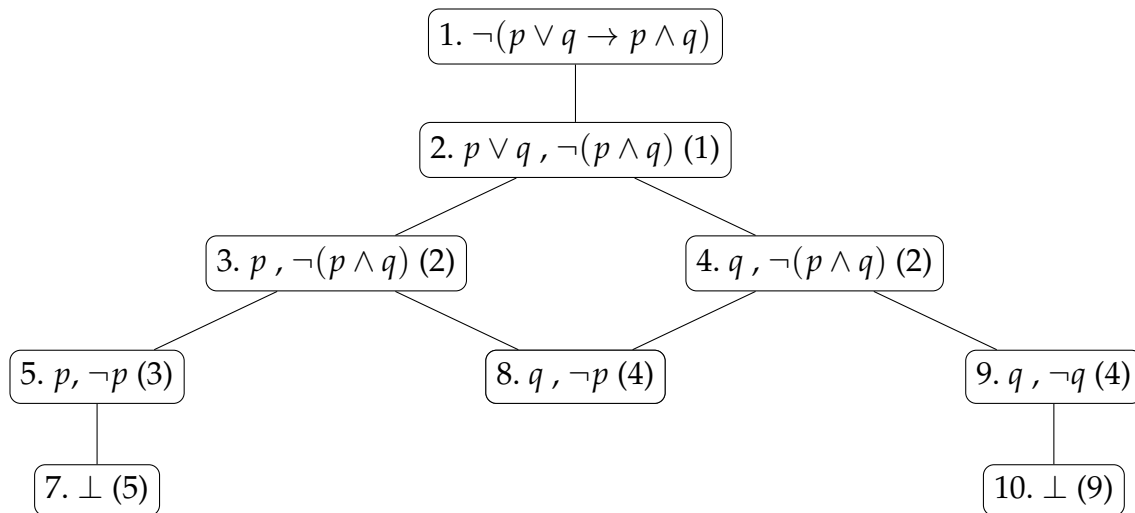 1. ¬(p ∨ q → p ∧ q)
2. p ∨ q , ¬(p ∧ q) (1)
3. p , ¬(p ∧ q) (2)
4. q , ¬(p ∧ q) (2)
5. p, ¬p (3)
8. q , ¬p (4)
9. q , ¬q (4)
7. ⊥ (5)
10. ⊥ (9)